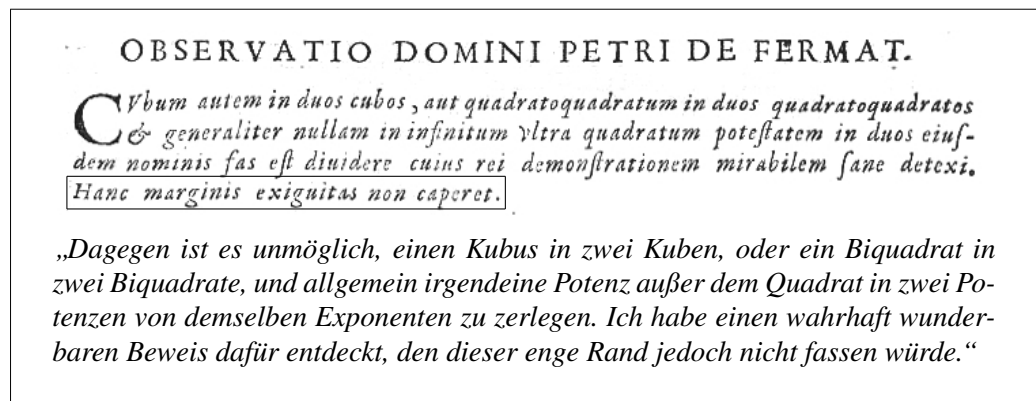 OBSERVATIO DOMINI PETRI DE FERMAT.
CVbum autem in duos cubos, aut quadratoquadratum in duos quadratoquadratos
& generaliter nullam in infinitum vltra quadratum poteſtatem in duos eiuſ-
dem nominis fas eſt diuidere cuius rei demonſtrationem mirabilem ſane detexi.
Hanc marginis exiguitas non caperet.
„Dagegen ist es unmöglich, einen Kubus in zwei Kuben, oder ein Biquadrat in
zwei Biquadrate, und allgemein irgendeine Potenz außer dem Quadrat in zwei Po-
tenzen von demselben Exponenten zu zerlegen. Ich habe einen wahrhaft wunder-
baren Beweis dafür entdeckt, den dieser enge Rand jedoch nicht fassen würde.“